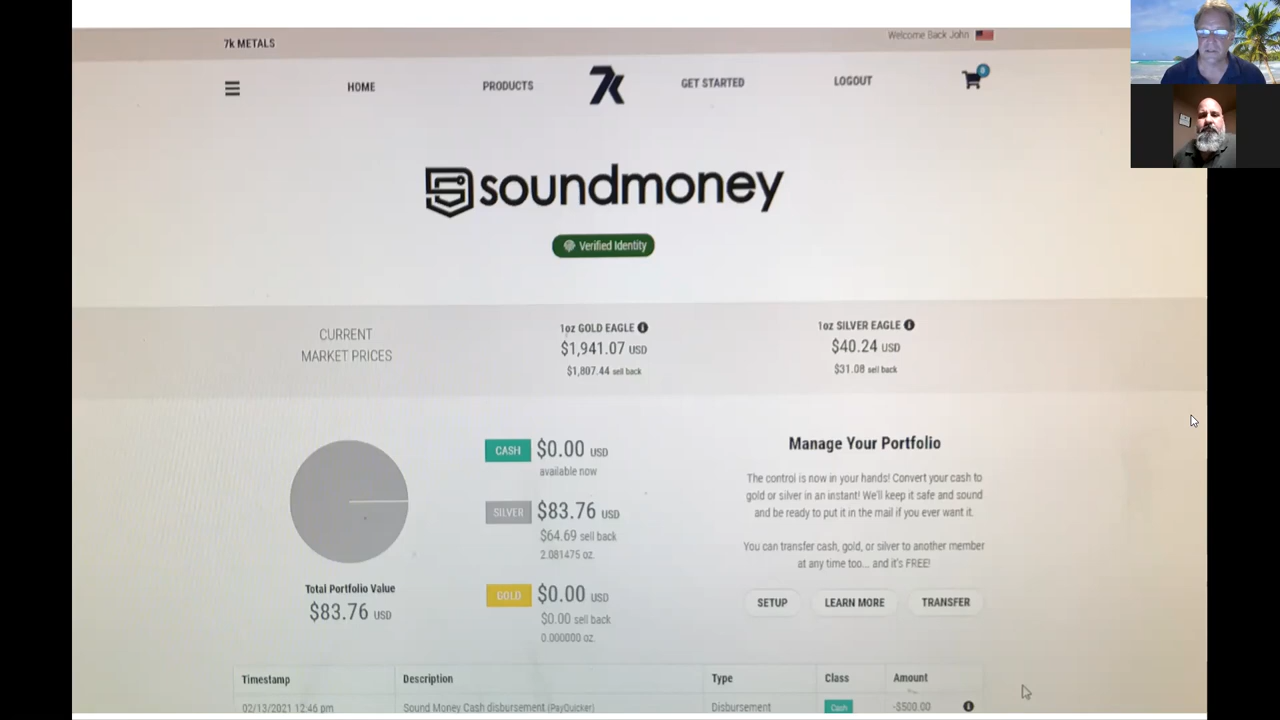 7k METALS
Welcome Back John
HOME
PRODUCTS
7k
GET STARTED
LOGOUT
0
soundmoney
Verified Identity
CURRENT
MARKET PRICES
1oz GOLD EAGLE
$1,941.07 USD
$1,807.44 sell back
1oz SILVER EAGLE
$40.24 USD
$31.08 sell back
CASH $0.00 USD
available now
SILVER $83.76 USD
$64.69 sell back
2.081475 oz.
GOLD $0.00 USD
$0.00 sell back
0.000000 oz.
Total Portfolio Value
$83.76 USD
Manage Your Portfolio
The control is now in your hands! Convert your cash to
gold or silver in an instant! We'll keep it safe and sound
and be ready to put it in the mail if you ever want it.
You can transfer cash, gold, or silver to another member
at any time too... and it's FREE!
SETUP
LEARN MORE
TRANSFER
Timestamp Description Type Class Amount
02/13/2021 12:46 pm Sound Money Cash disbursement (PayQuicker) Disbursement Cash -$500.00